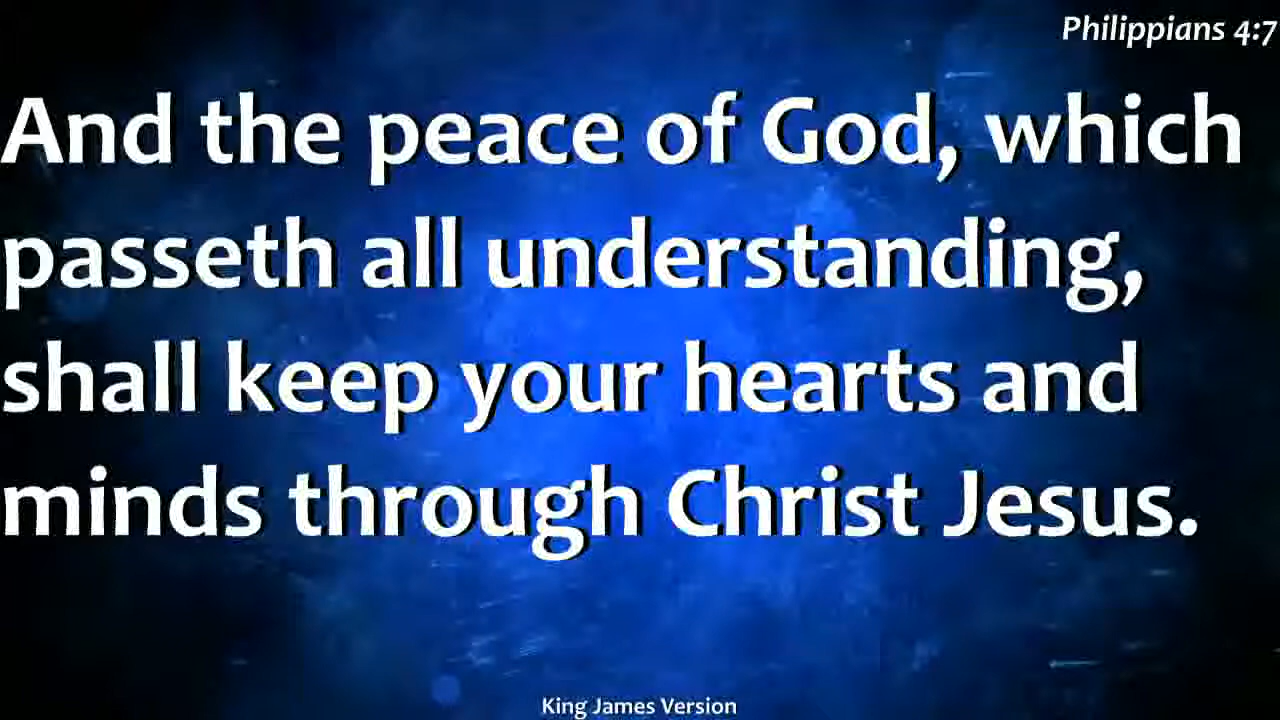 Philippians 4:7
And the peace of God, which
passeth all understanding,
shall keep your hearts and
minds through Christ Jesus.
King James Version